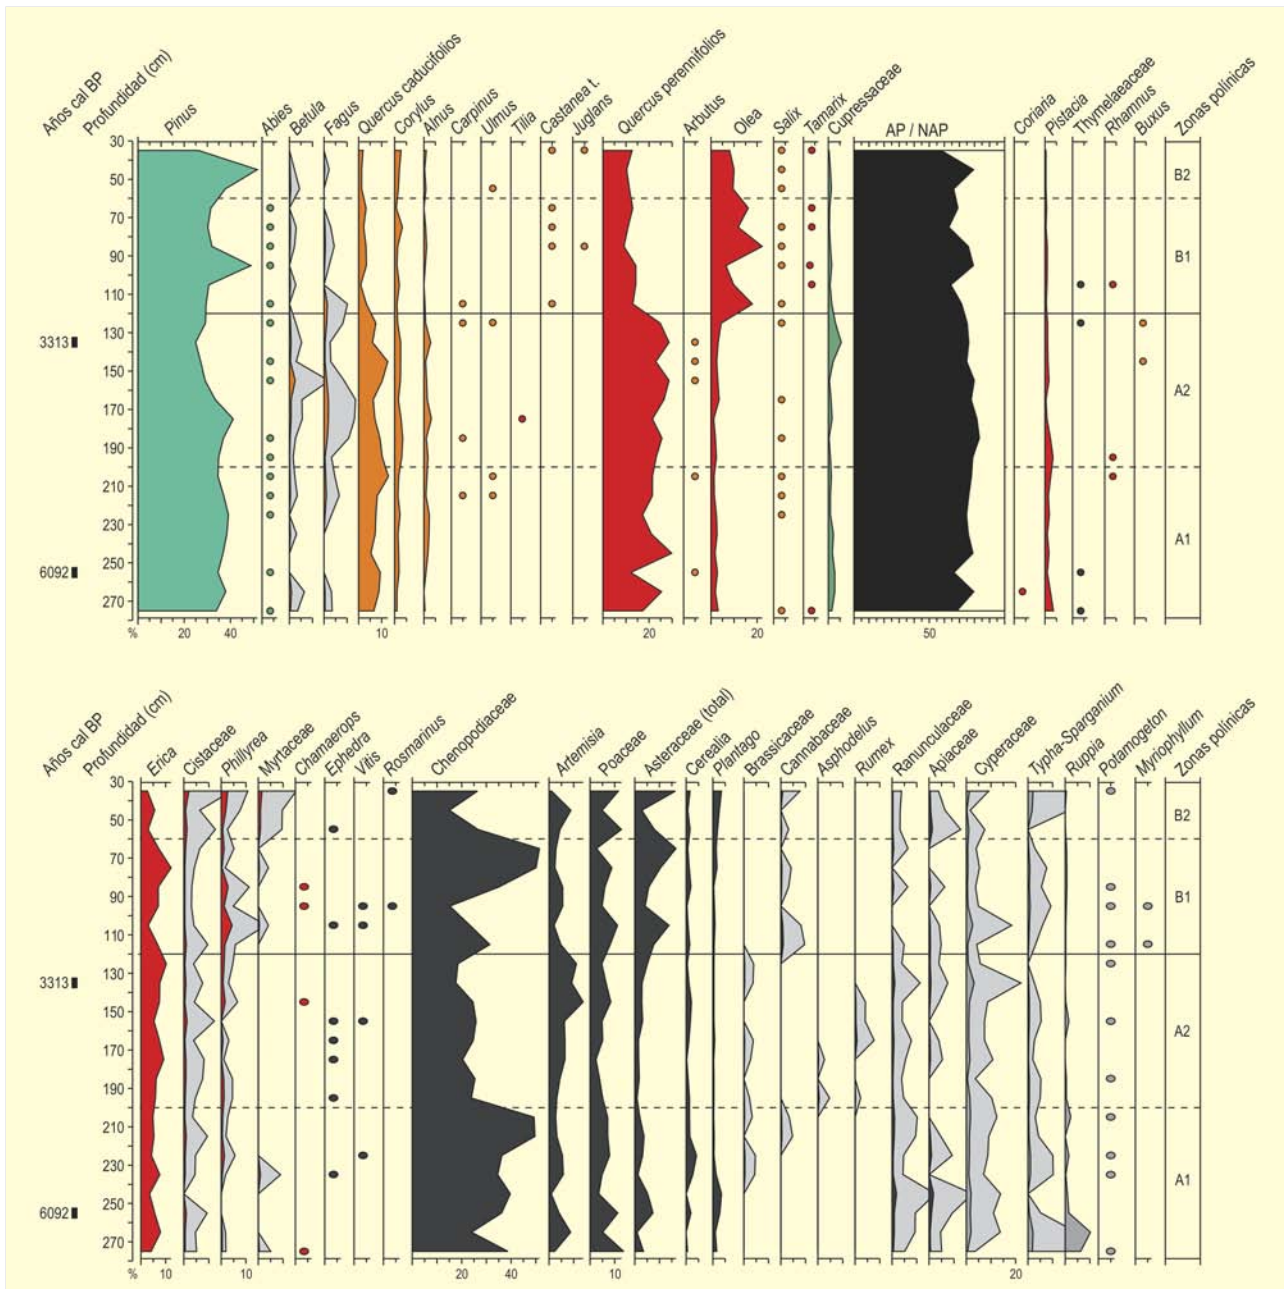 Años cal BP Profundidad (cm) Pinus Abies Betula Fagus Quercus caducifolios Corylus Alnus Carpinus Ulmus Tilia Castanea t. Juglans Quercus perennifolios Arbutus Olea Salix Tamarix Cupressaceae AP / NAP Coriaria Pistacia Thymelaeaceae Rhamnus Buxus Zonas polínicas
30
50 B2
70
90 B1
110
130
3313
150
170 A2
190
210
230 A1
250
6092
270
% 20 40 10 20 20 50
Años cal BP Profundidad (cm) Erica Cistaceae Phillyrea Myrtaceae Chamaerops Ephedra Vitis Rosmarinus Chenopodiaceae Artemisia Poaceae Asteraceae (total) Cerealia Plantago Brassicaceae Cannabaceae Asphodelus Rumex Ranunculaceae Apiaceae Cyperaceae Typha-Sparganium Ruppia Potamogeton Myriophyllum Zonas polínicas
30
50 B2
70
90 B1
110
130
3313
150
170 A2
190
210
230 A1
250
6092
270
% 10 10 20 40 10 20